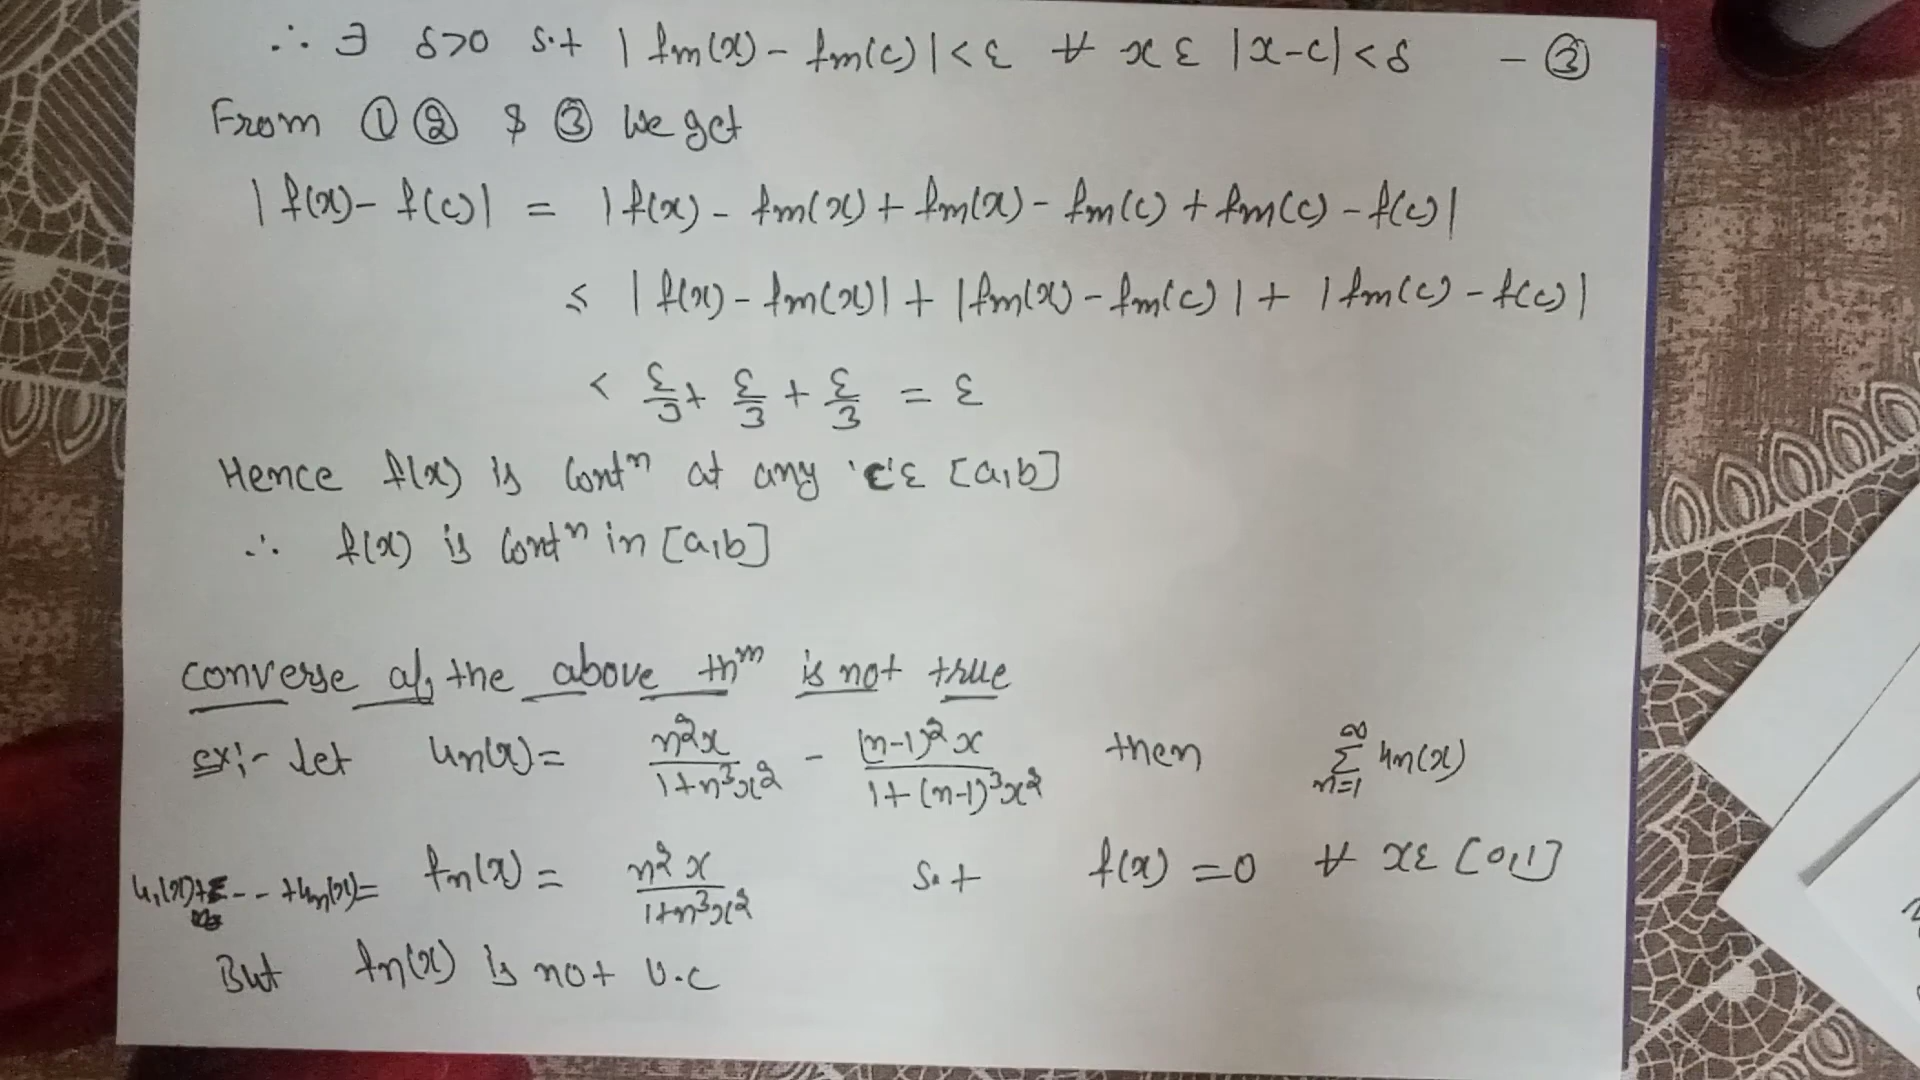 ∴ ∃ δ>0 s.t |fm(x) - fm(c)| < ε ∀ x ε |x-c| < δ - ③
From ① ② & ③ we get
|f(x) - f(c)| = |f(x) - fm(x) + fm(x) - fm(c) + fm(c) - f(c)|
≤ |f(x) - fm(x)| + |fm(x) - fm(c)| + |fm(c) - f(c)|
< ε/3 + ε/3 + ε/3 = ε
Hence f(x) is contⁿ at any 'c' ε [a,b]
∴ f(x) is contⁿ in [a,b]
converse of the above thᵐ is not true
ex:- let un(x) = n²x/(1+n³x²) - (n-1)²x/(1+(n-1)³x²) then ∞Σn=1 un(x)
u₁(x)+ - - +un(x)= fn(x) = n²x/(1+n³x²) s.t f(x) = 0 ∀ x ε [0,1]
But fn(x) is not u.c